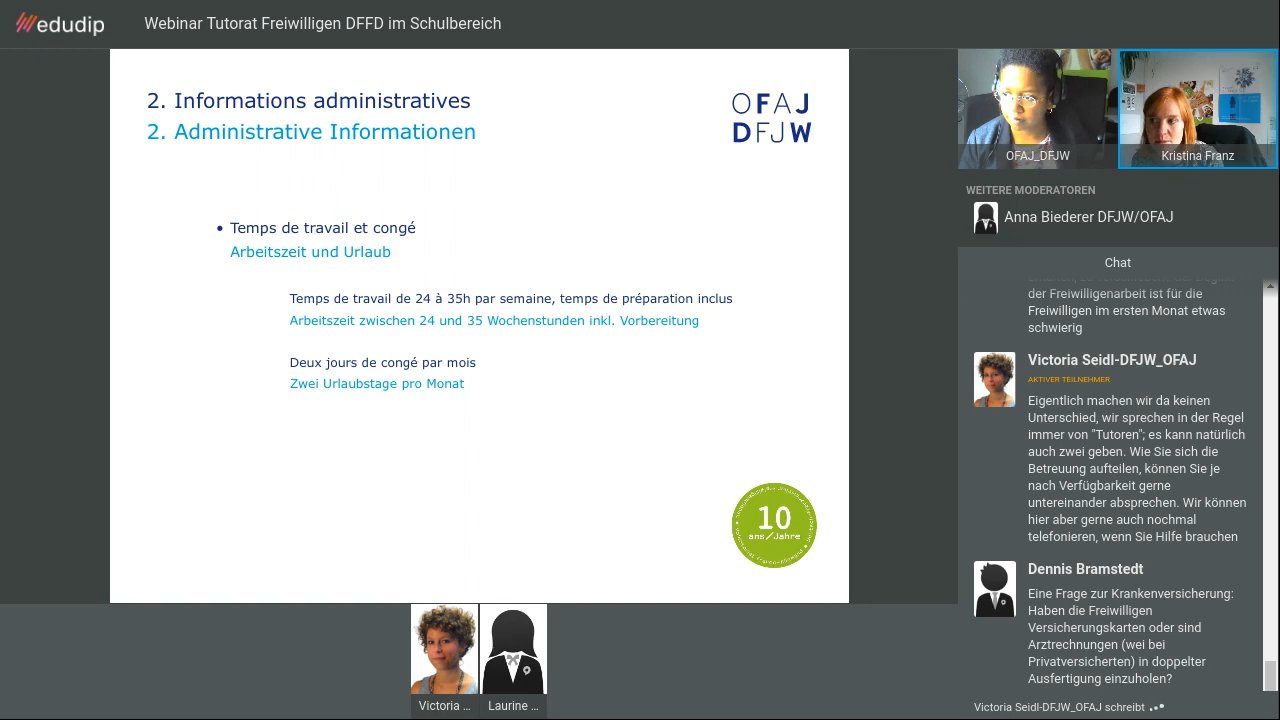 edudip
Webinar Tutorat Freiwilligen DFFD im Schulbereich
2. Informations administratives
2. Administrative Informationen
OFAJ
DFJW
• Temps de travail et congé
Arbeitszeit und Urlaub
Temps de travail de 24 à 35h par semaine, temps de préparation inclus
Arbeitszeit zwischen 24 und 35 Wochenstunden inkl. Vorbereitung
Deux jours de congé par mois
Zwei Urlaubstage pro Monat
10
ans/Jahre
Victoria ...
Laurine ...
OFAJ_DFJW
Kristina Franz
WEITERE MODERATOREN
Anna Biederer DFJW/OFAJ
Chat
der Freiwilligenarbeit ist für die
Freiwilligen im ersten Monat etwas
schwierig
Victoria Seidl-DFJW_OFAJ
AKTIVER TEILNEHMER
Eigentlich machen wir da keinen
Unterschied, wir sprechen in der Regel
immer von "Tutoren"; es kann natürlich
auch zwei geben. Wie Sie sich die
Betreuung aufteilen, können Sie je
nach Verfügbarkeit gerne
untereinander absprechen. Wir können
hier aber gerne auch nochmal
telefonieren, wenn Sie Hilfe brauchen
Dennis Bramstedt
Eine Frage zur Krankenversicherung:
Haben die Freiwilligen
Versicherungskarten oder sind
Arztrechnungen (wei bei
Privatversicherten) in doppelter
Ausfertigung einzuholen?
Victoria Seidl-DFJW_OFAJ schreibt